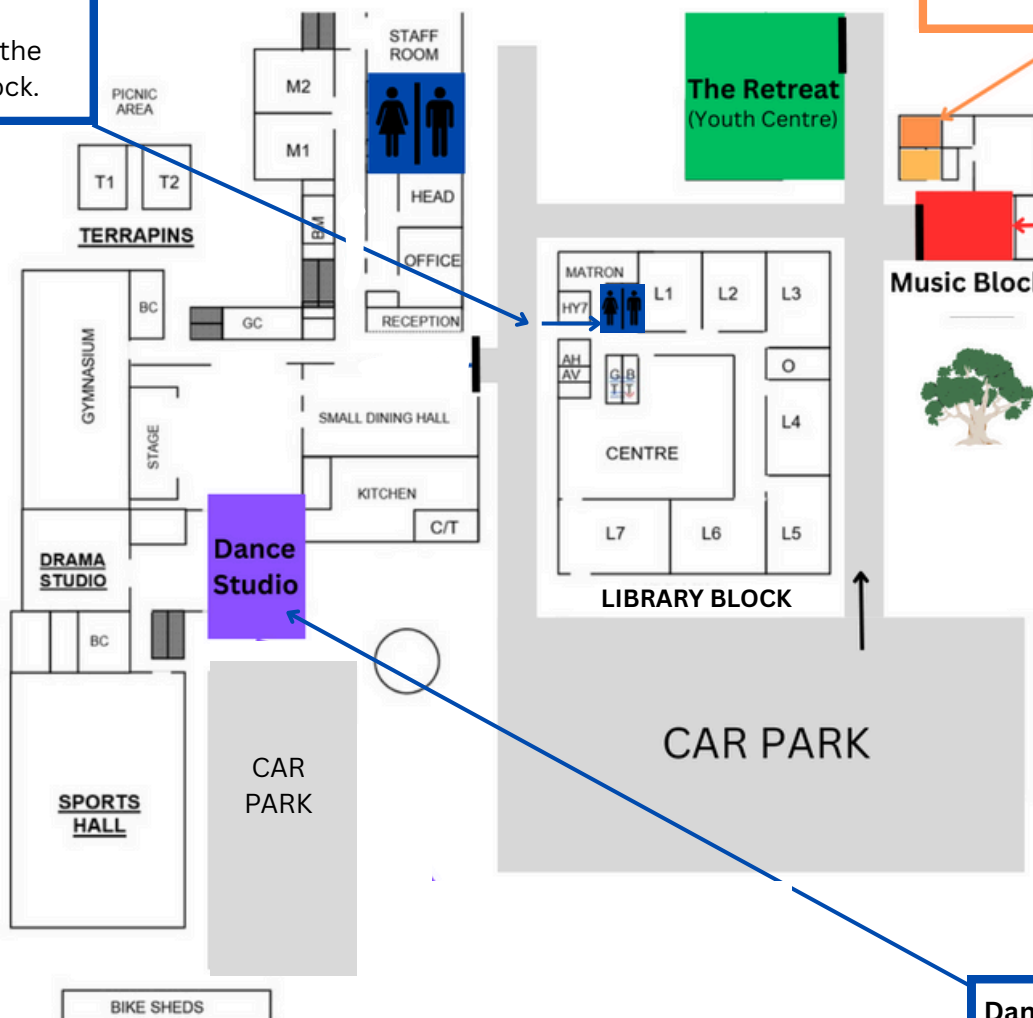 the
ock.
PICNIC
AREA
STAFF
ROOM
M2
M1
T1
T2
TERRAPINS
HEAD
BM
OFFICE
RECEPTION
The Retreat
(Youth Centre)
Music Bloc
BC
GC
GYMNASIUM
STAGE
SMALL DINING HALL
KITCHEN
C/T
DRAMA
STUDIO
Dance
Studio
BC
MATRON
HY7
L1
L2
L3
AH
AV
G B
T T
O
L4
CENTRE
L7
L6
L5
LIBRARY BLOCK
CAR PARK
CAR
PARK
SPORTS
HALL
BIKE SHEDS
Dan